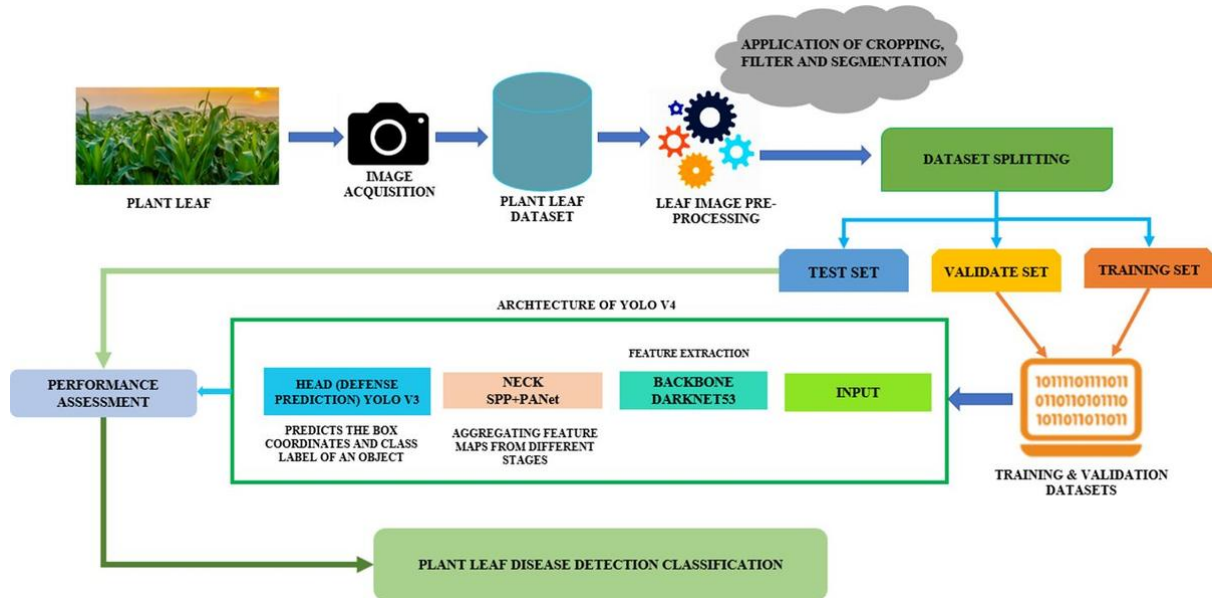 APPLICATION OF CROPPING,
FILTER AND SEGMENTATION
PLANT LEAF
IMAGE
ACQUISITION
PLANT LEAF
DATASET
LEAF IMAGE PRE-
PROCESSING
DATASET SPLITTING
TEST SET
VALIDATE SET
TRAINING SET
ARCHTECTURE OF YOLO V4
FEATURE EXTRACTION
PERFORMANCE
ASSESSMENT
HEAD (DEFENSE
PREDICTION) YOLO V3
NECK
SPP+PANet
BACKBONE
DARKNET53
INPUT
PREDICTS THE BOX
COORDINATES AND CLASS
LABEL OF AN OBJECT
AGGREGATING FEATURE
MAPS FROM DIFFERENT
STAGES
10111101111011
0110110101110
1011011011011
TRAINING & VALIDATION
DATASETS
PLANT LEAF DISEASE DETECTION CLASSIFICATION